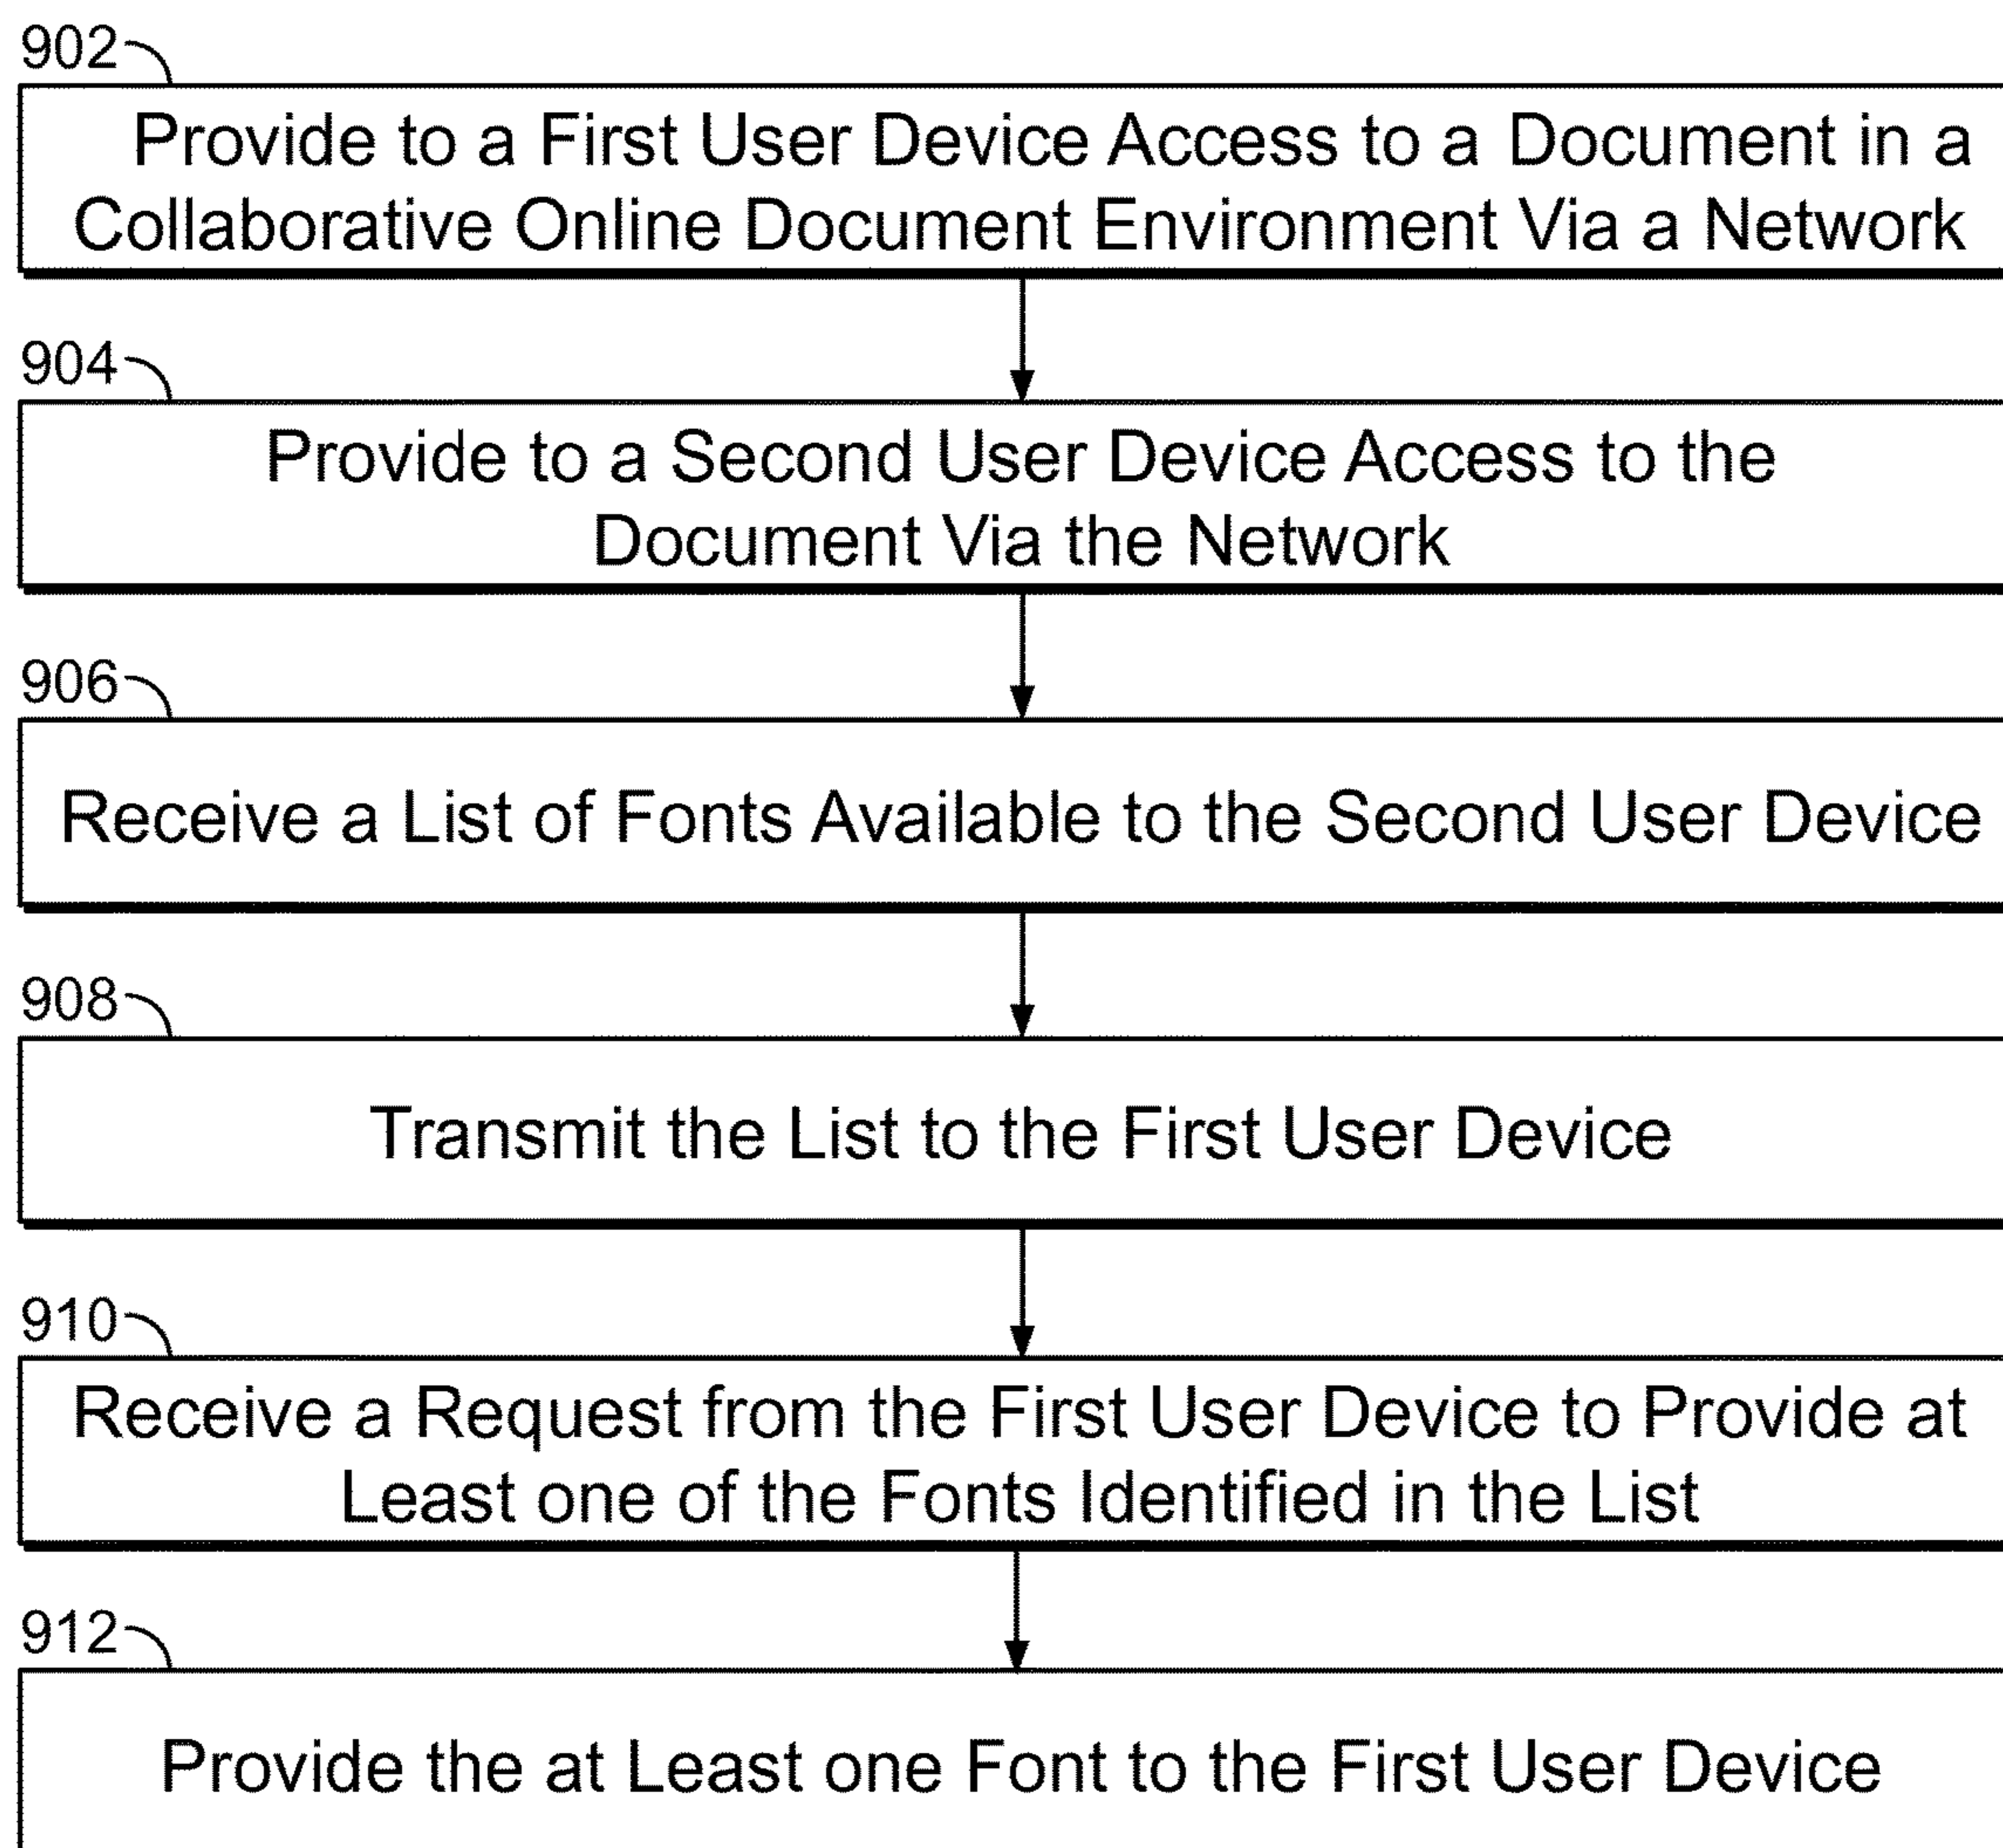 902
Provide to a First User Device Access to a Document in a
Collaborative Online Document Environment Via a Network
904
Provide to a Second User Device Access to the
Document Via the Network
906
Receive a List of Fonts Available to the Second User Device
908
Transmit the List to the First User Device
910
Receive a Request from the First User Device to Provide at
Least one of the Fonts Identified in the List
912
Provide the at Least one Font to the First User Device